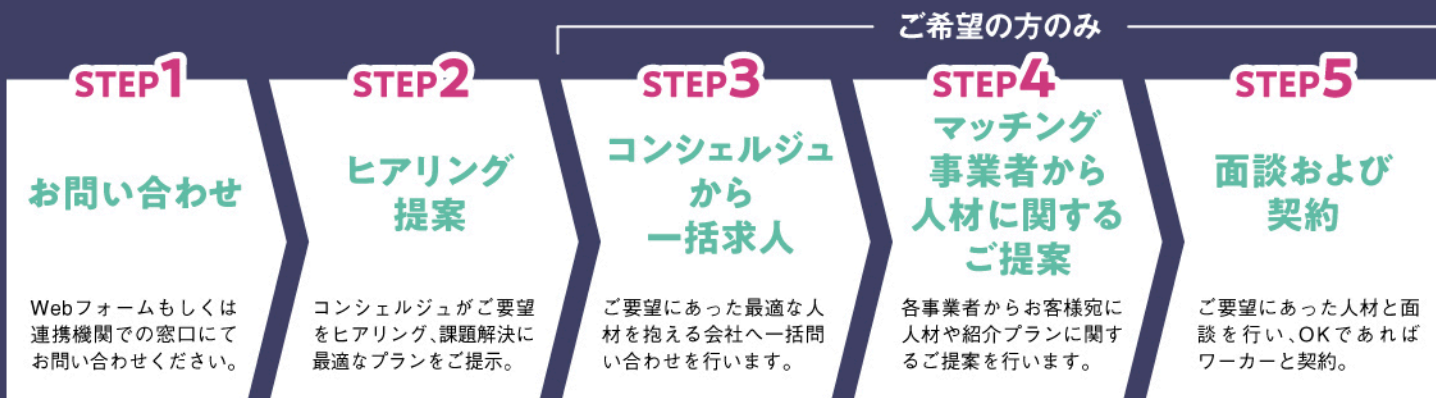 ご希望の方のみ
STEP1
お問い合わせ
Webフォームもしくは
連携機関での窓口にて
お問い合わせください。
STEP2
ヒアリング
提案
コンシェルジュがご要望
をヒアリング、課題解決に
最適なプランをご提示。
STEP3
コンシェルジュ
から
一括求人
ご要望にあった最適な人
材を抱える会社へ一括問
い合わせを行います。
STEP4
マッチング
事業者から
人材に関する
ご提案
各事業者からお客様宛に
人材や紹介プランに関す
るご提案を行います。
STEP5
面談および
契約
ご要望にあった人材と面
談を行い、OKであれば
ワーカーと契約。